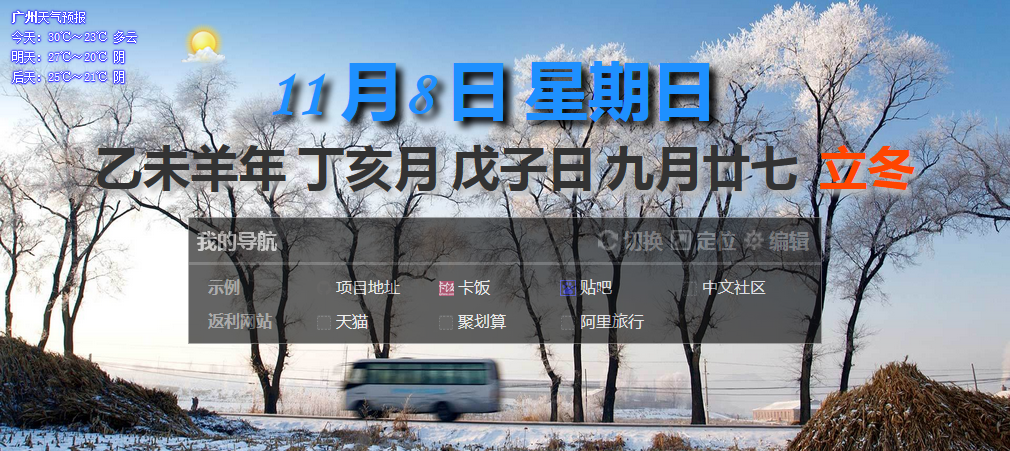 广州天气预报
今天：30℃～23℃ 多云
明天：27℃～20℃ 阴
后天：25℃～21℃ 阴
11月8日 星期日
乙未羊年 丁亥月 戊子日 九月廿七 立冬
我的导航 切换 定位 编辑
示例 项目地址 卡饭 贴吧 中文社区
返利网站 天猫 聚划算 阿里旅行